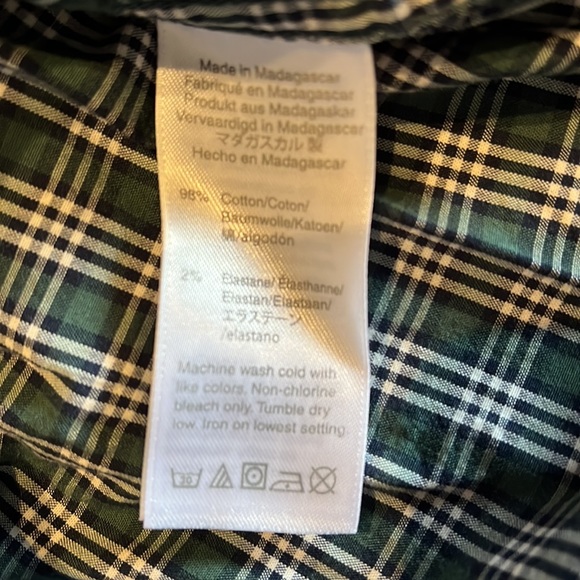 Made in Madagascar
Fabriqué en Madagascar
Produkt aus Madagaskar
Vervaardigd in Madagascar
マダガスカル 製
Hecho en Madagascar
98% Cotton/Coton/
Baumwolle/Katoen/
綿/algodón
2% Elastane/Élasthanne/
Elastan/Elastaan/
エラステーン
/elastano
Machine wash cold with
like colors. Non-chlorine
bleach only. Tumble dry
low. Iron on lowest setting.
30